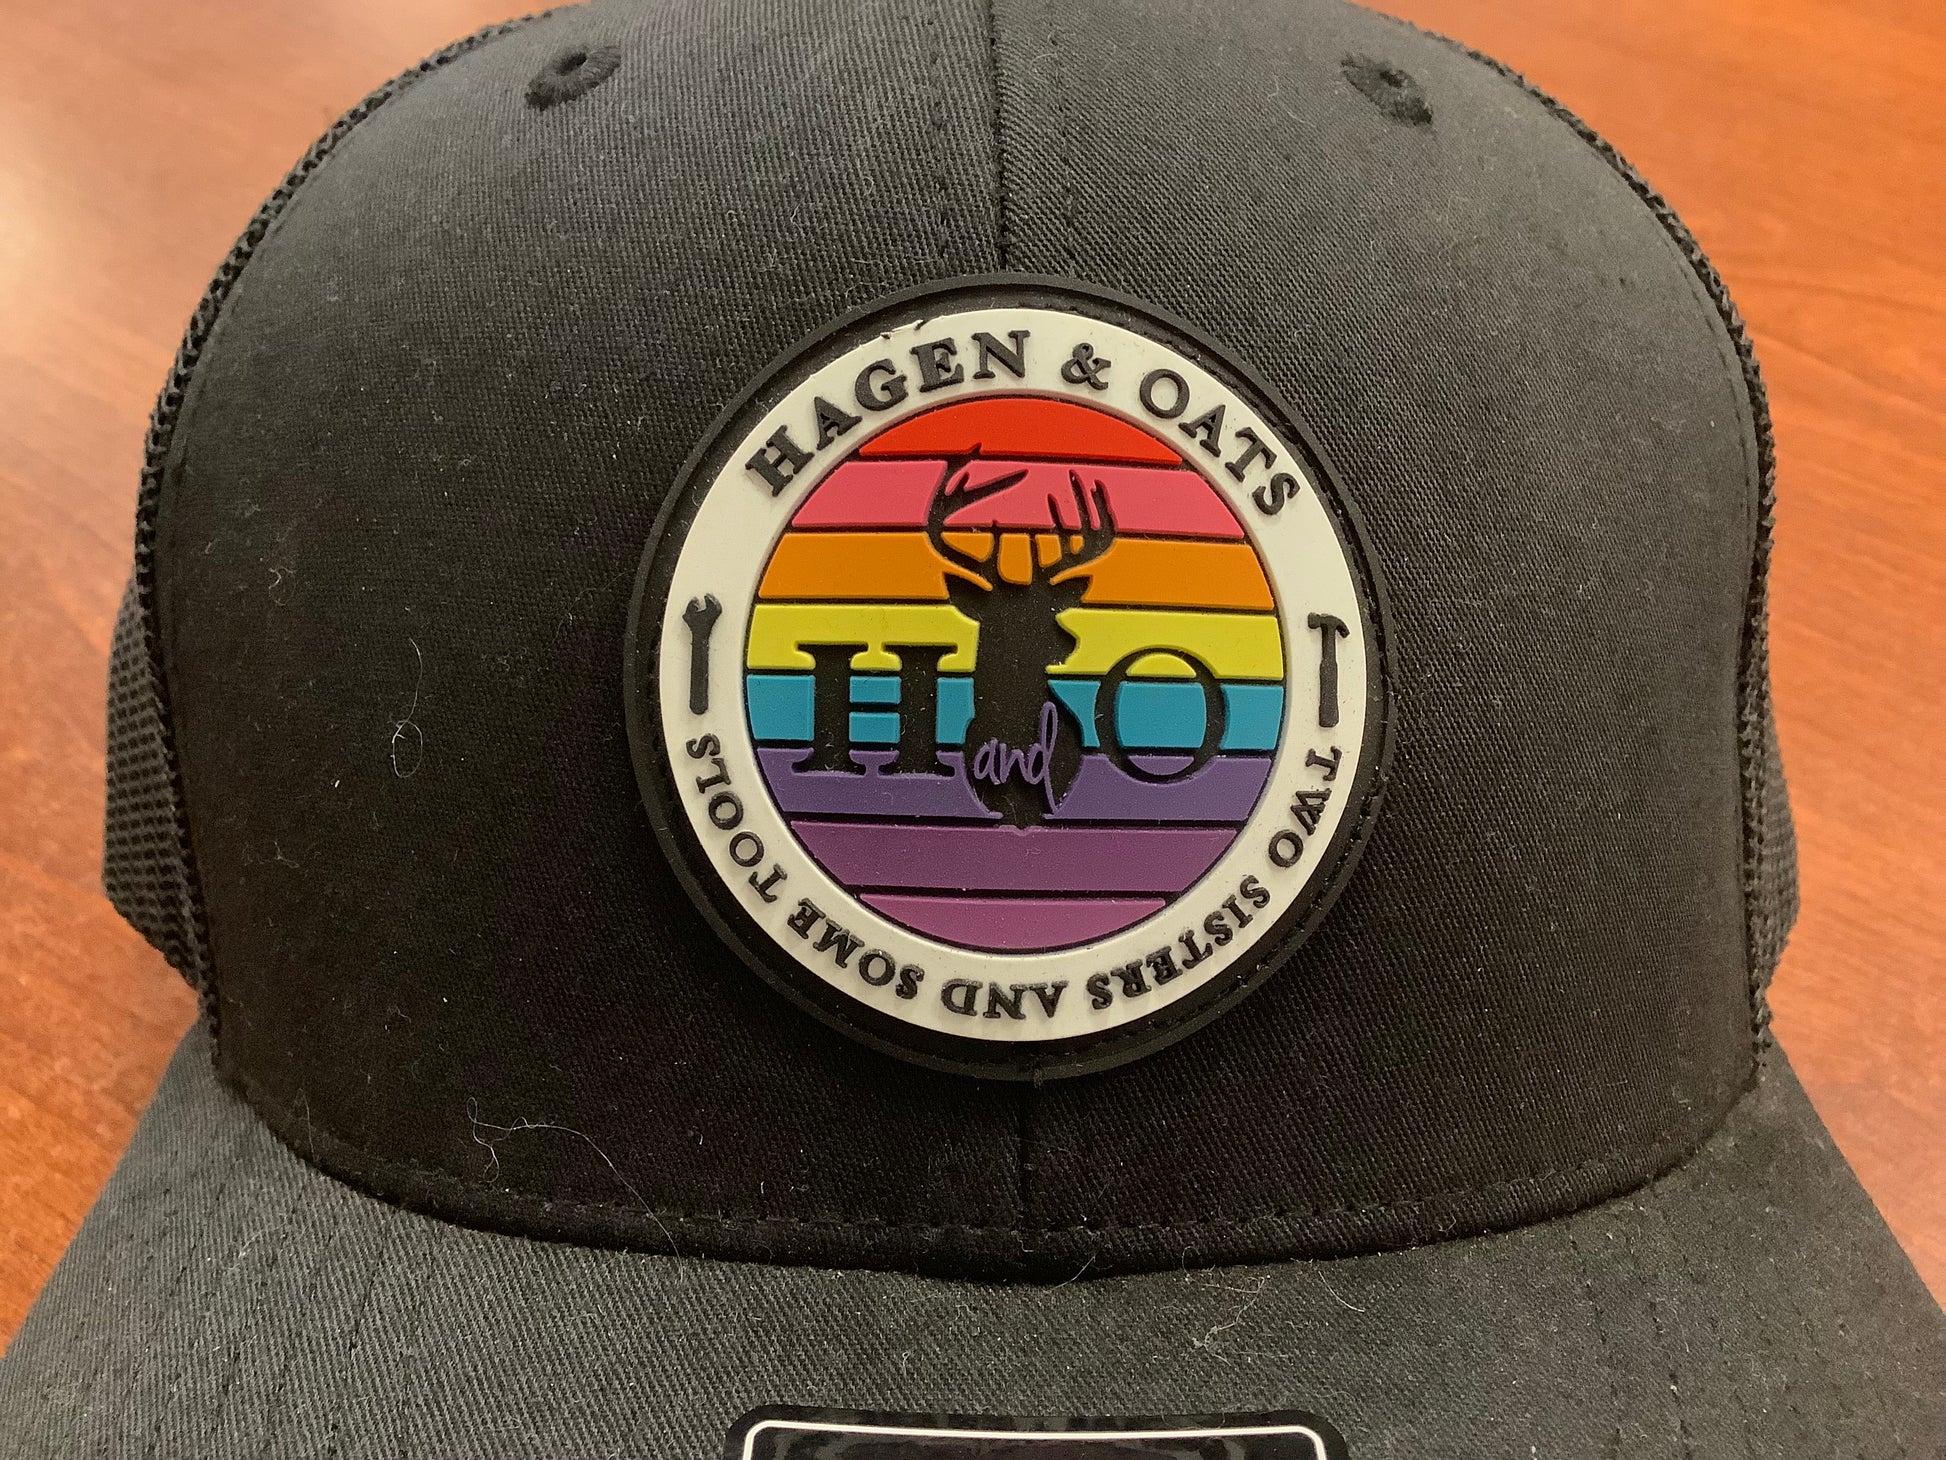 HAGEN & OATS
H and O
TWO SISTERS AND SOME TOOLS